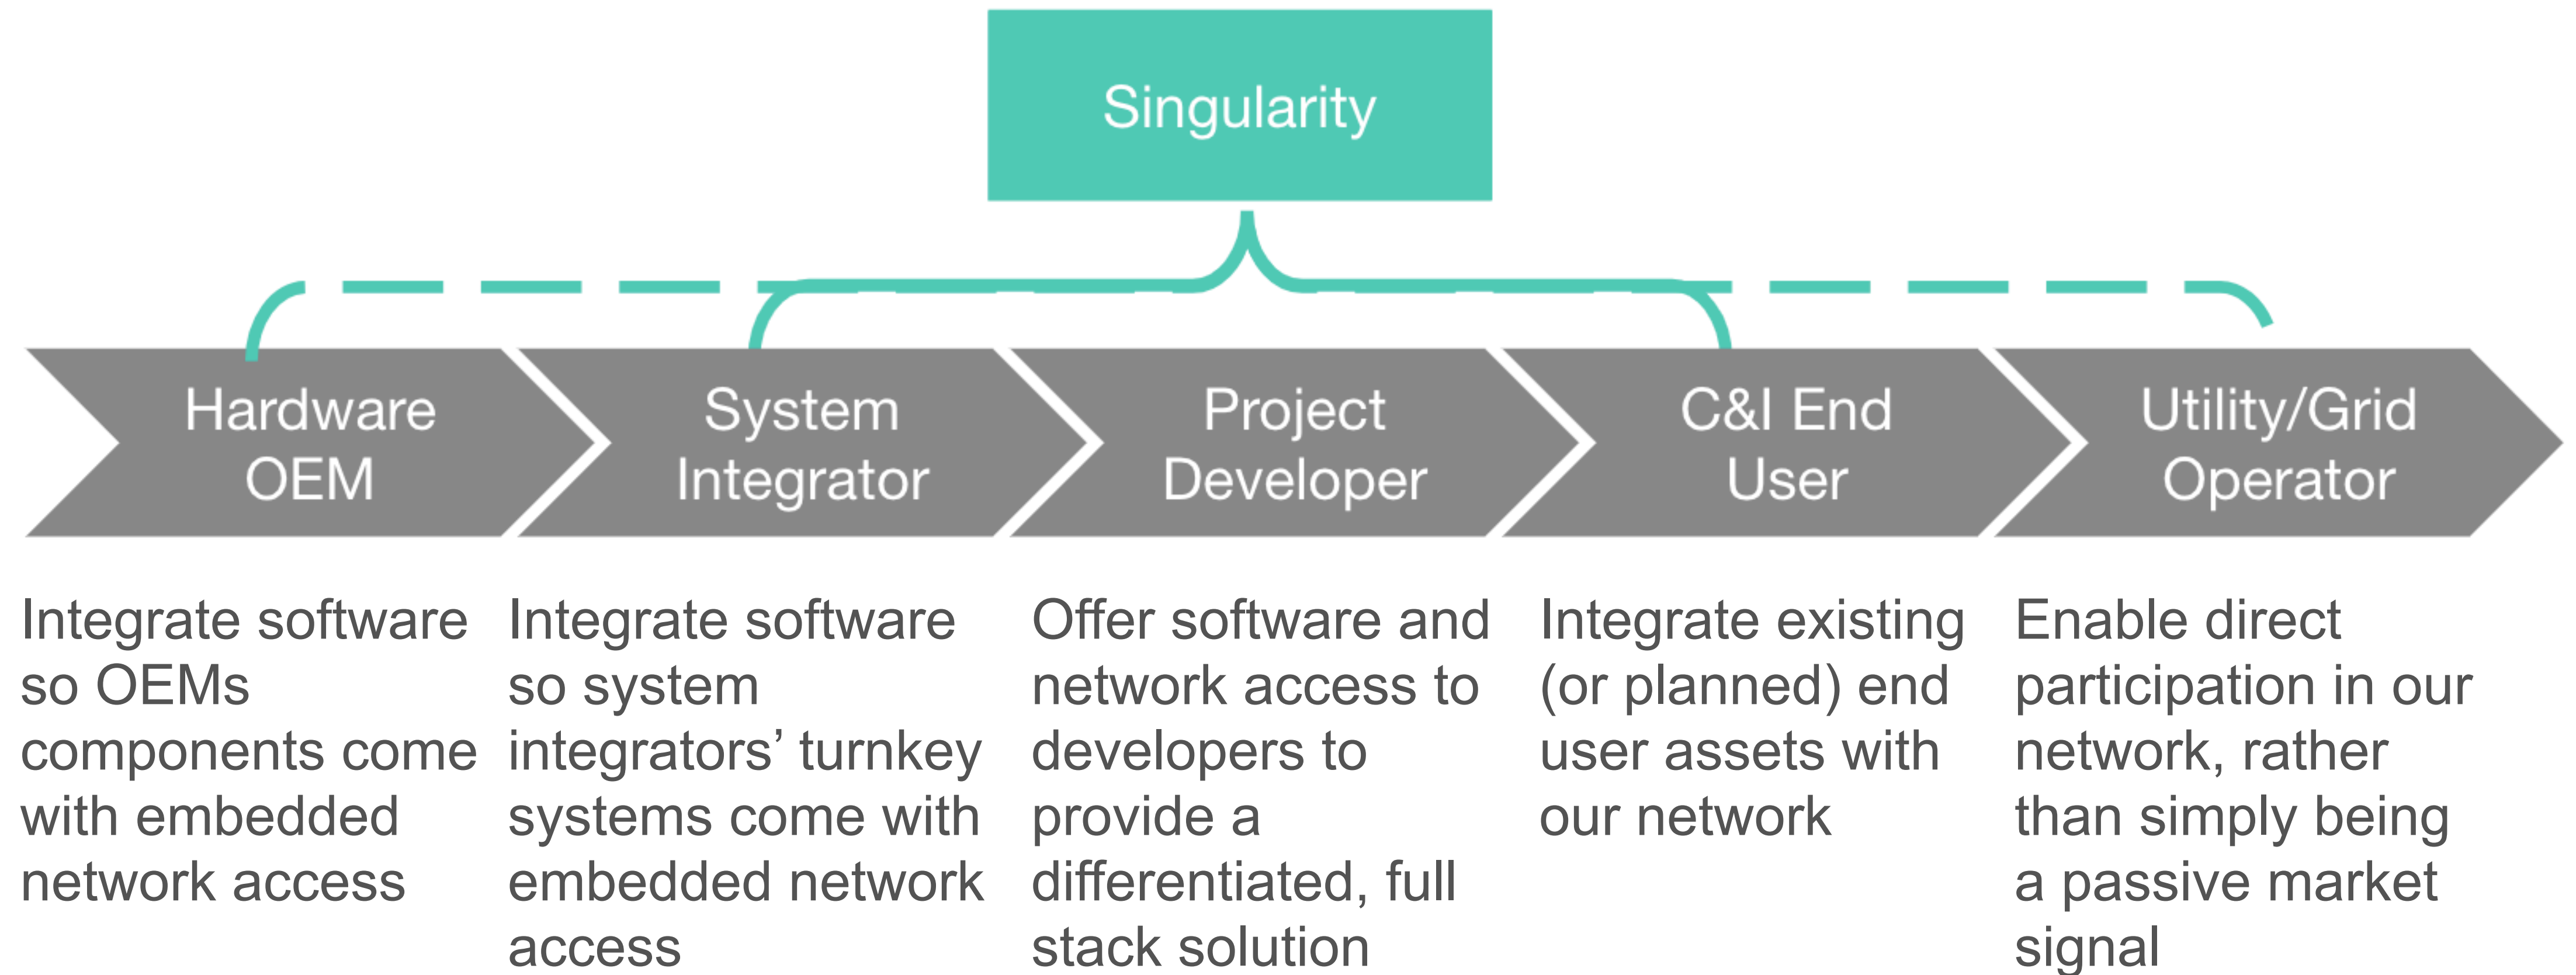 Singularity
Hardware
OEM
System
Integrator
Project
Developer
C&I End
User
Utility/Grid
Operator
Integrate software
so OEMs
components come
with embedded
network access
Integrate software
so system
integrators’ turnkey
systems come with
embedded network
access
Offer software and
network access to
developers to
provide a
differentiated, full
stack solution
Integrate existing
(or planned) end
user assets with
our network
Enable direct
participation in our
network, rather
than simply being
a passive market
signal